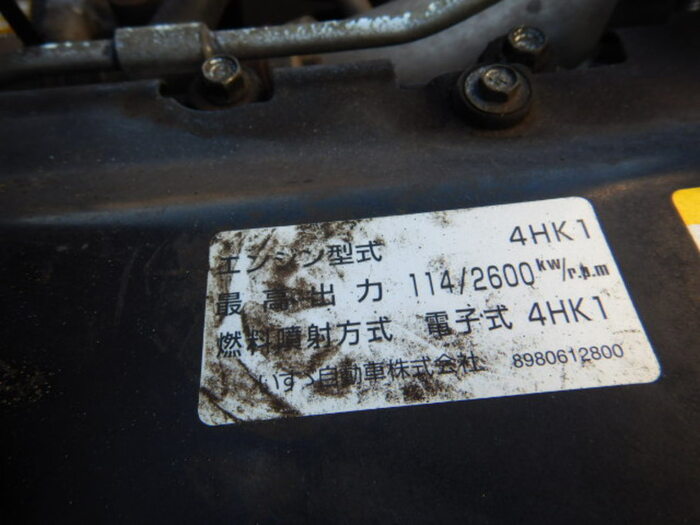 エンジン型式 4HK1
最高出力 114/2600 kw/r.p.m
燃料噴射方式 電子式 4HK1
いすゞ自動車株式会社 8980612800